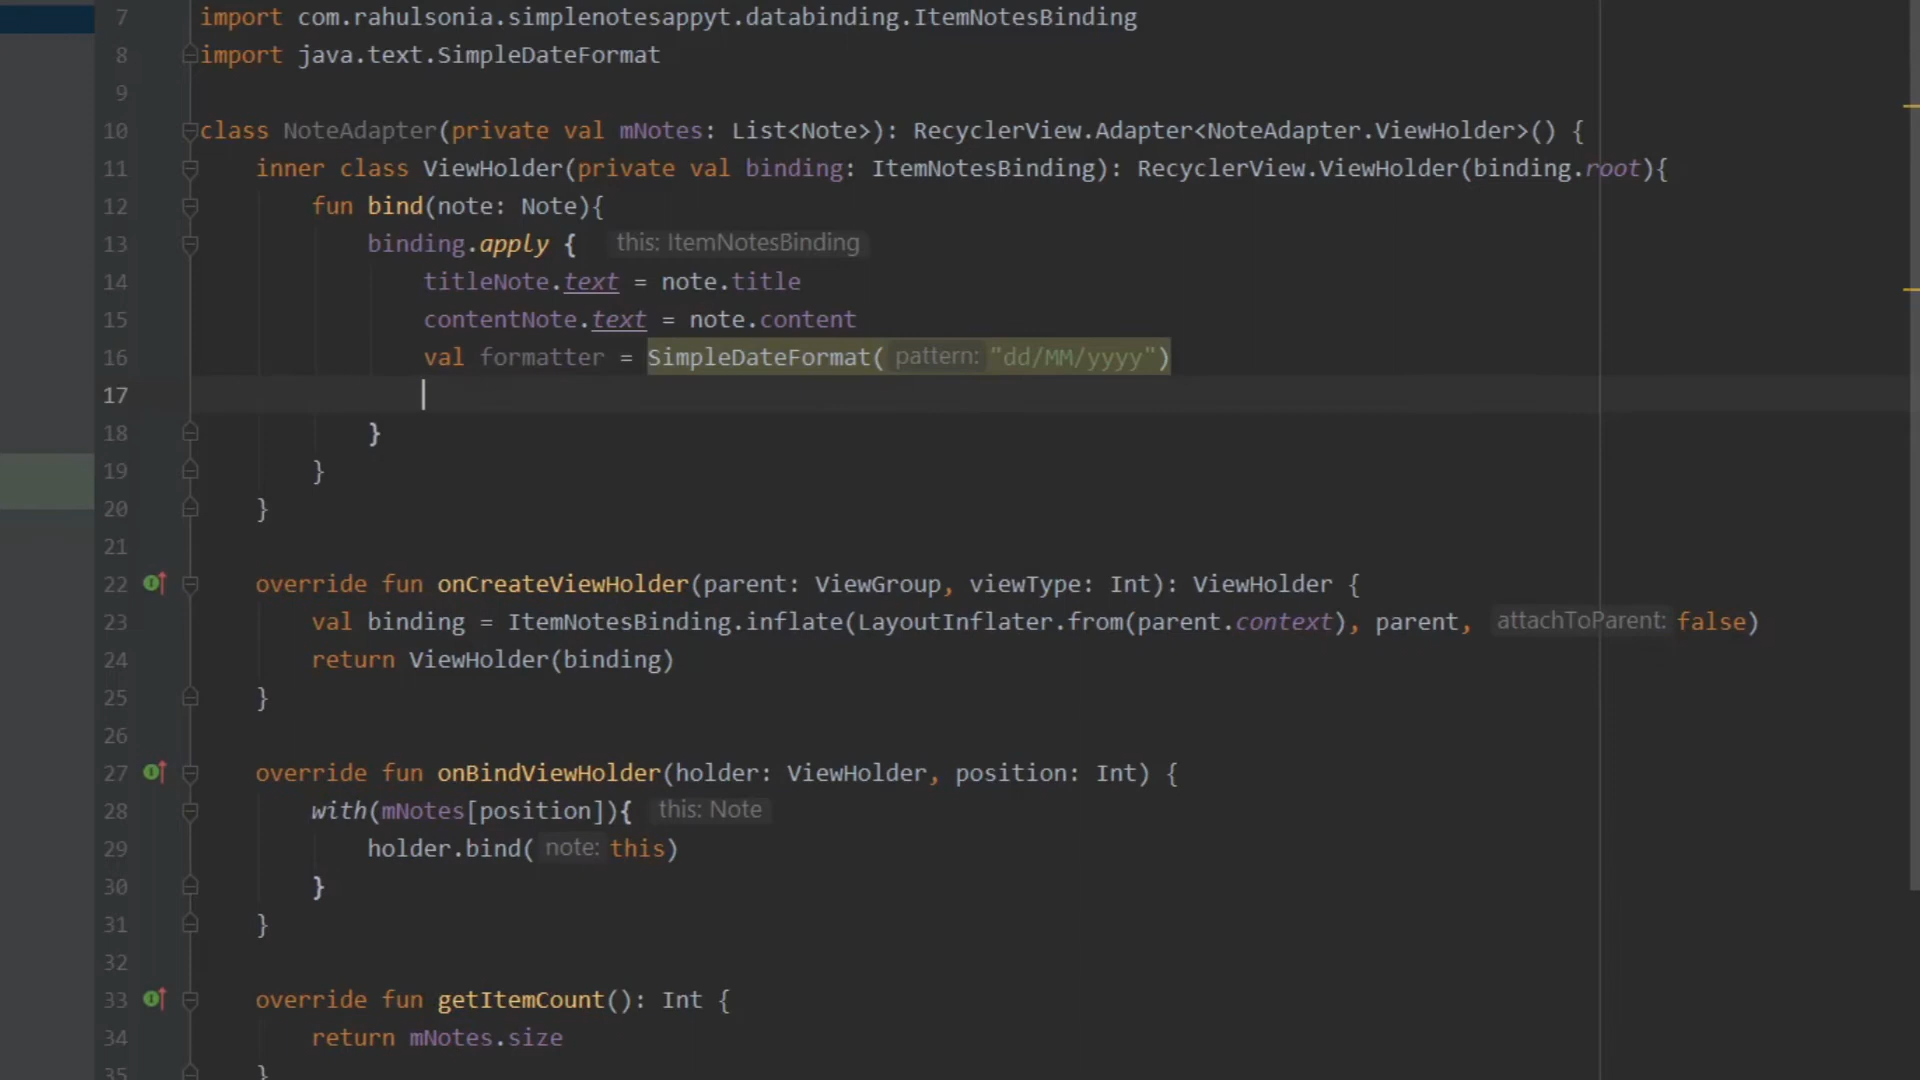 7 import com.rahulsonia.simplenotesappyt.databinding.ItemNotesBinding
8 import java.text.SimpleDateFormat
9
10 class NoteAdapter(private val mNotes: List<Note>): RecyclerView.Adapter<NoteAdapter.ViewHolder>() {
11 inner class ViewHolder(private val binding: ItemNotesBinding): RecyclerView.ViewHolder(binding.root){
12 fun bind(note: Note){
13 binding.apply { this: ItemNotesBinding
14 titleNote.text = note.title
15 contentNote.text = note.content
16 val formatter = SimpleDateFormat( pattern: "dd/MM/yyyy")
17
18 }
19 }
20 }
21
22 override fun onCreateViewHolder(parent: ViewGroup, viewType: Int): ViewHolder {
23 val binding = ItemNotesBinding.inflate(LayoutInflater.from(parent.context), parent, attachToParent: false)
24 return ViewHolder(binding)
25 }
26
27 override fun onBindViewHolder(holder: ViewHolder, position: Int) {
28 with(mNotes[position]){ this: Note
29 holder.bind( note: this)
30 }
31 }
32
33 override fun getItemCount(): Int {
34 return mNotes.size
35 }